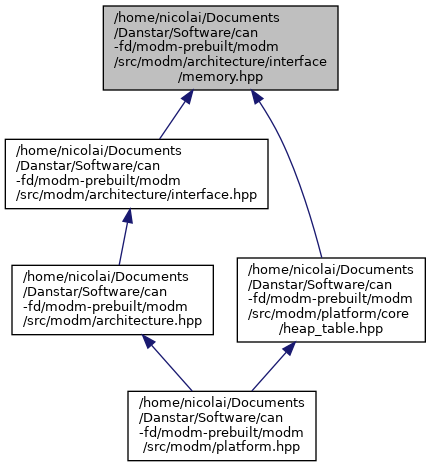 /home/nicolai/Documents
/Danstar/Software/can
-fd/modm-prebuilt/modm
/src/modm/architecture/interface
/memory.hpp
/home/nicolai/Documents
/Danstar/Software/can
-fd/modm-prebuilt/modm
/src/modm/architecture/interface.hpp
/home/nicolai/Documents
/Danstar/Software/can
-fd/modm-prebuilt/modm
/src/modm/architecture.hpp
/home/nicolai/Documents
/Danstar/Software/can
-fd/modm-prebuilt/modm
/src/modm/platform/core
/heap_table.hpp
/home/nicolai/Documents
/Danstar/Software/can
-fd/modm-prebuilt/modm
/src/modm/platform.hpp